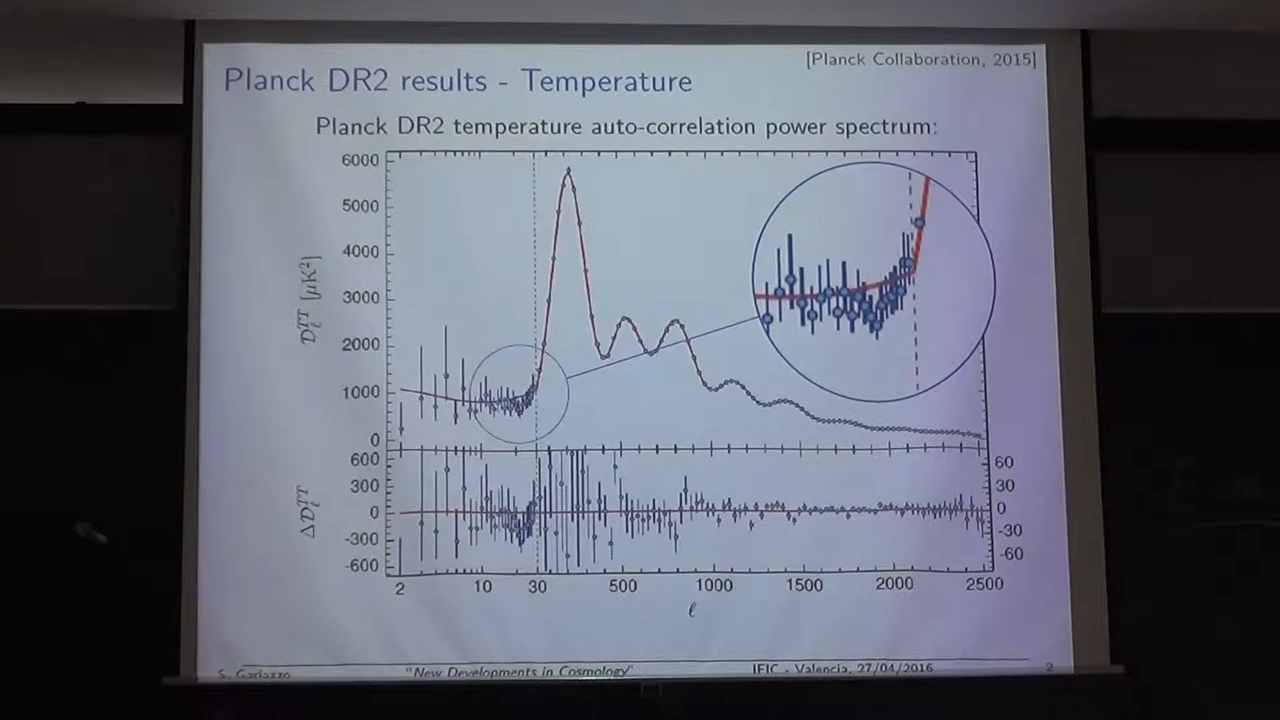 [Planck Collaboration, 2015]
Planck DR2 results - Temperature
Planck DR2 temperature auto-correlation power spectrum:
6000
5000
4000
3000
2000
1000
0
D_ℓ^TT [μK²]
600
300
0
-300
-600
ΔD_ℓ^TT
60
30
0
-30
-60
2 10 30 500 1000 1500 2000 2500
ℓ
S. Gariazzo "New Developments in Cosmology" IFIC - Valencia, 27/04/2016 2